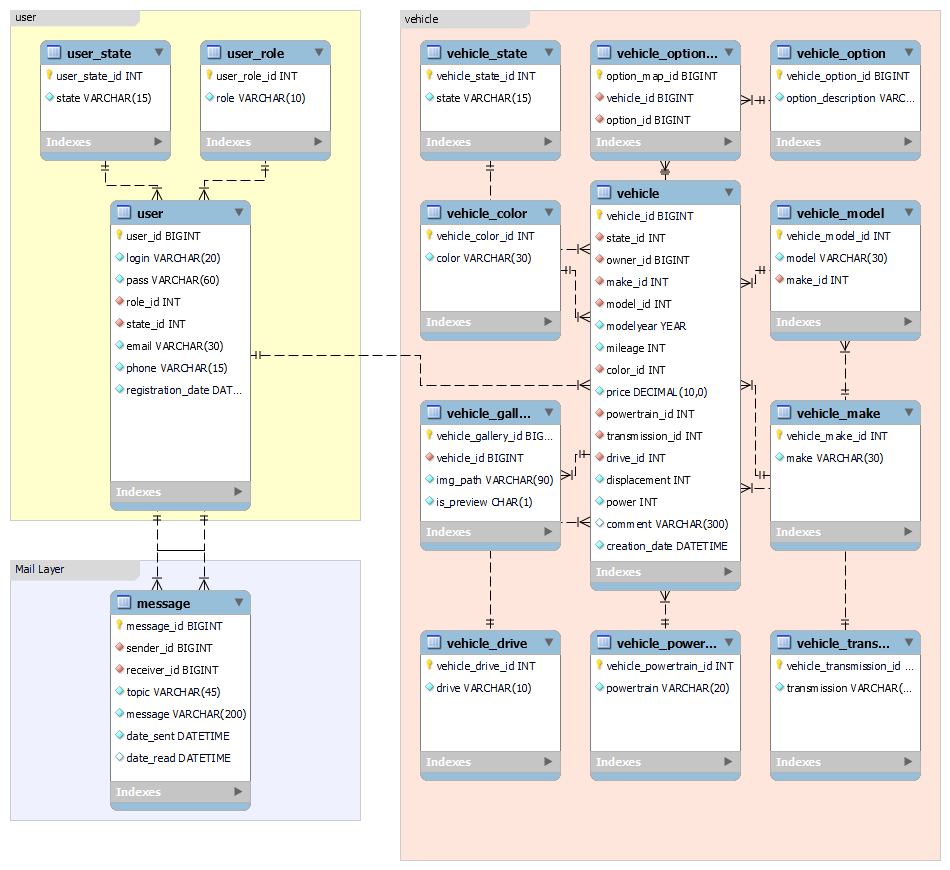 user
user_state
user_state_id INT
state VARCHAR(15)
Indexes
user_role
user_role_id INT
role VARCHAR(10)
Indexes
user
user_id BIGINT
login VARCHAR(20)
pass VARCHAR(60)
role_id INT
state_id INT
email VARCHAR(30)
phone VARCHAR(15)
registration_date DAT...
Indexes
Mail Layer
message
message_id BIGINT
sender_id BIGINT
receiver_id BIGINT
topic VARCHAR(45)
message VARCHAR(200)
date_sent DATETIME
date_read DATETIME
Indexes
vehicle
vehicle_state
vehicle_state_id INT
state VARCHAR(15)
Indexes
vehicle_option...
option_map_id BIGINT
vehicle_id BIGINT
option_id BIGINT
Indexes
vehicle_option
vehicle_option_id BIGINT
option_description VARC...
Indexes
vehicle_color
vehicle_color_id INT
color VARCHAR(30)
Indexes
vehicle
vehicle_id BIGINT
state_id INT
owner_id BIGINT
make_id INT
model_id INT
modelyear YEAR
mileage INT
color_id INT
price DECIMAL(10,0)
powertrain_id INT
transmission_id INT
drive_id INT
displacement INT
power INT
comment VARCHAR(300)
creation_date DATETIME
Indexes
vehicle_model
vehicle_model_id INT
model VARCHAR(30)
make_id INT
Indexes
vehicle_gall...
vehicle_gallery_id BIG...
vehicle_id BIGINT
img_path VARCHAR(90)
is_preview CHAR(1)
Indexes
vehicle_make
vehicle_make_id INT
make VARCHAR(30)
Indexes
vehicle_drive
vehicle_drive_id INT
drive VARCHAR(10)
Indexes
vehicle_power...
vehicle_powertrain_id INT
powertrain VARCHAR(20)
Indexes
vehicle_trans...
vehicle_transmission_id ...
transmission VARCHAR(...
Indexes